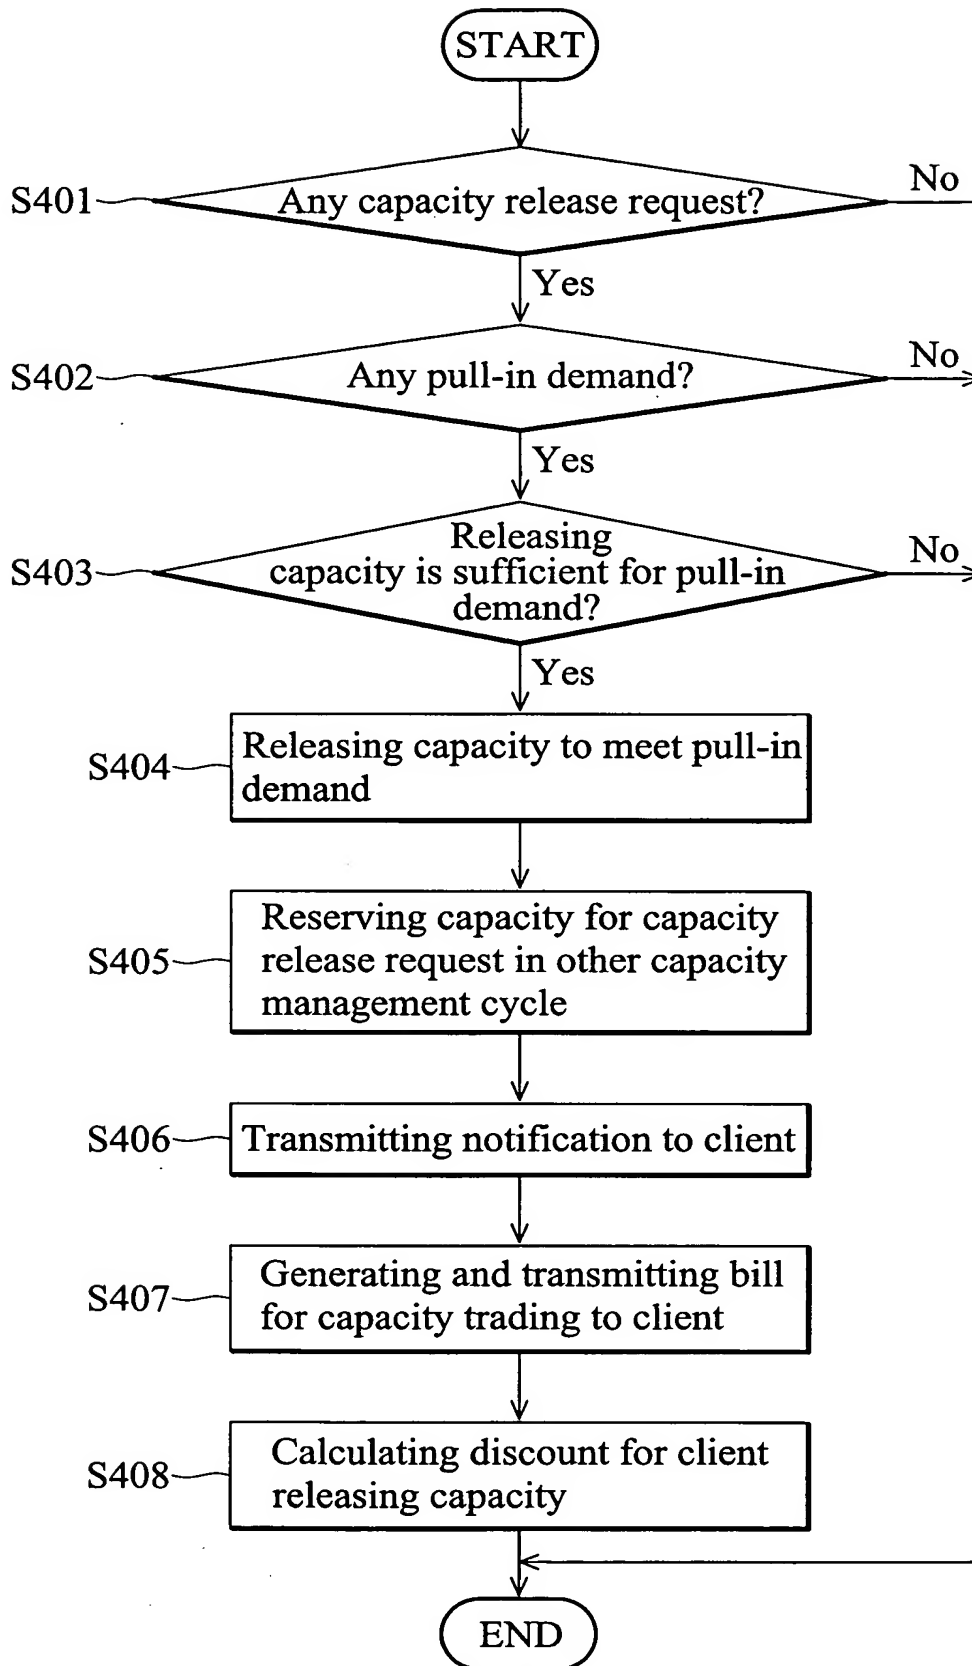 START
S401
Any capacity release request?
No
Yes
S402
Any pull-in demand?
No
Yes
S403
Releasing
capacity is sufficient for pull-in
demand?
No
Yes
S404
Releasing capacity to meet pull-in
demand
S405
Reserving capacity for capacity
release request in other capacity
management cycle
S406
Transmitting notification to client
S407
Generating and transmitting bill
for capacity trading to client
S408
Calculating discount for client
releasing capacity
END